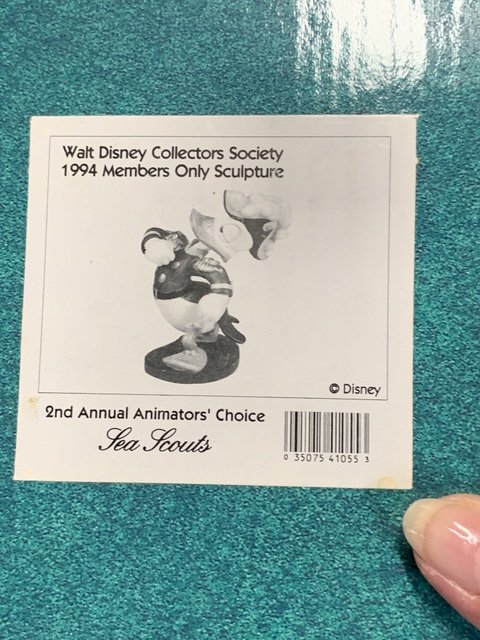 Walt Disney Collectors Society
1994 Members Only Sculpture
© Disney
2nd Annual Animators' Choice
Sea Scouts
0 35075 41055 3